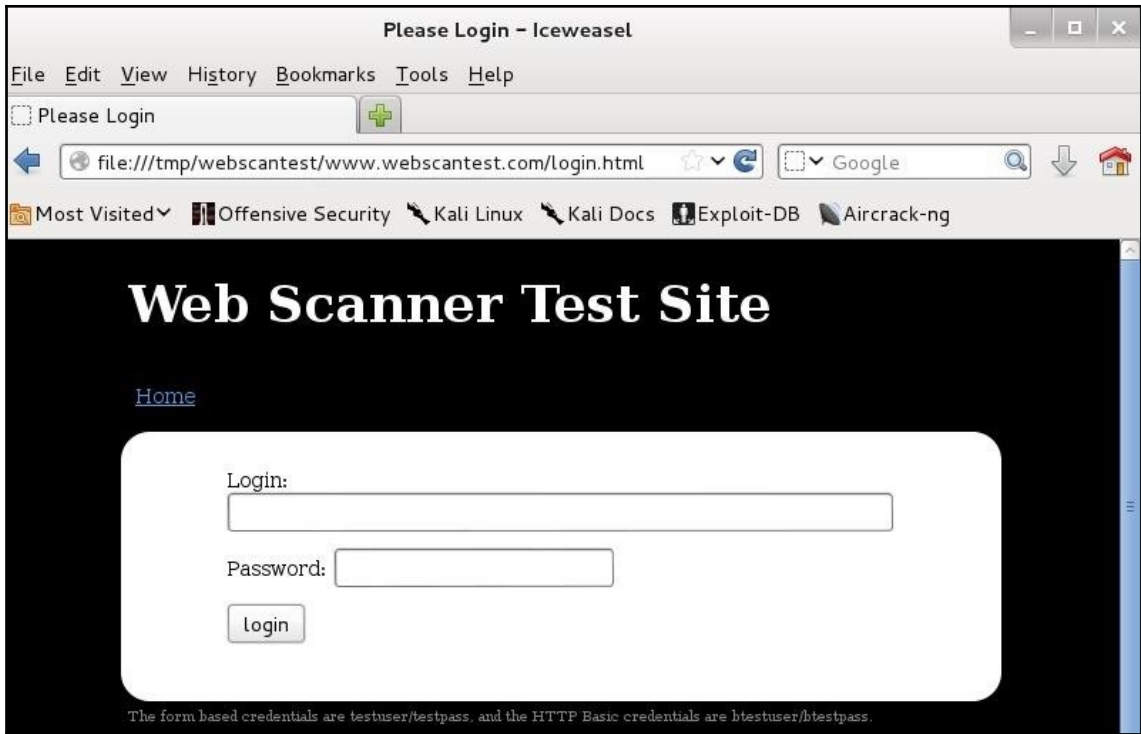 Please Login - Iceweasel
File Edit View History Bookmarks Tools Help
Please Login
file:///tmp/webscantest/www.webscantest.com/login.html Google
Most Visited Offensive Security Kali Linux Kali Docs Exploit-DB Aircrack-ng
Web Scanner Test Site
Home
Login:
Password:
login
The form based credentials are testuser/testpass, and the HTTP Basic credentials are btestuser/btestpass.